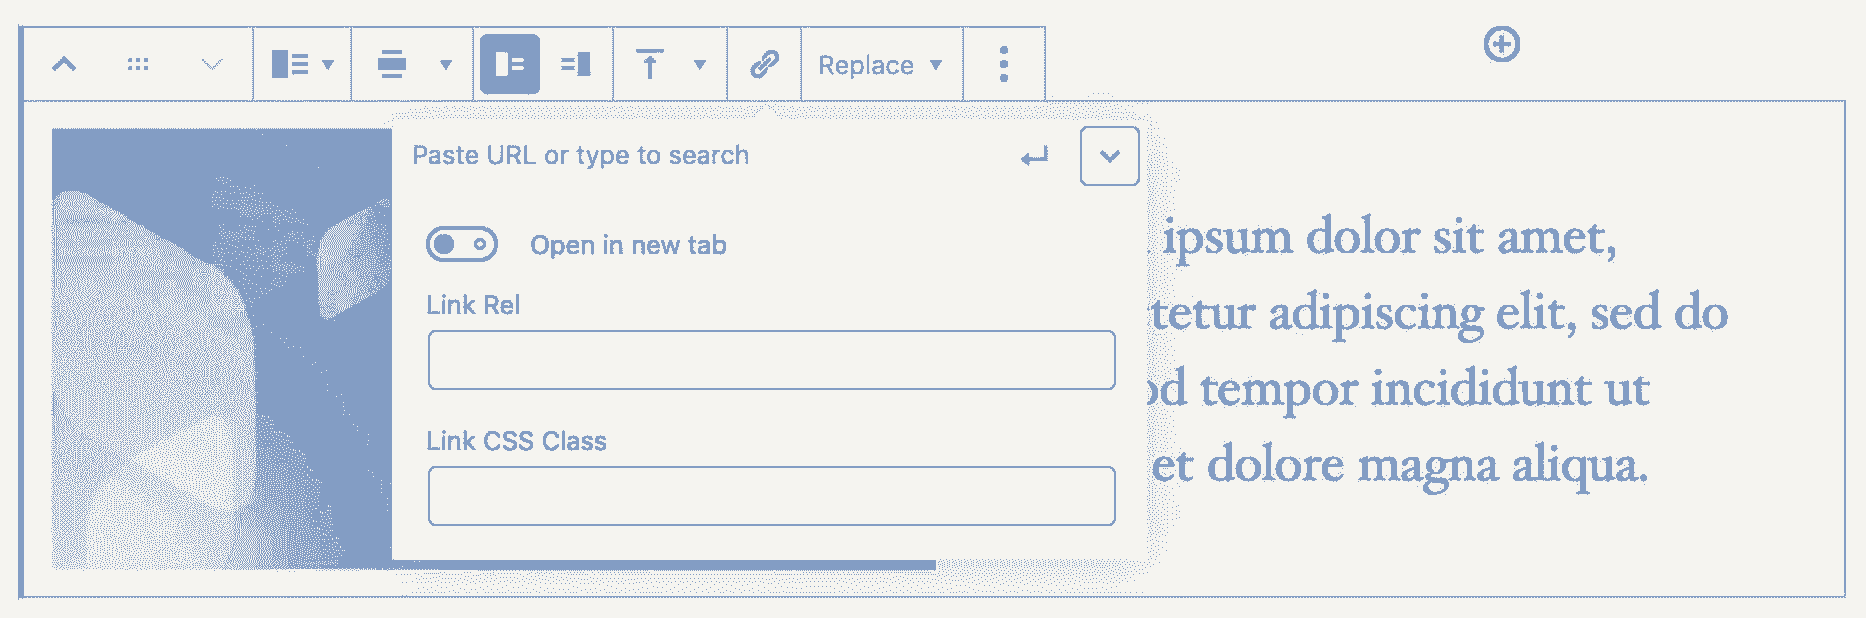 Replace
Paste URL or type to search
Open in new tab
Link Rel
Link CSS Class
ipsum dolor sit amet,
tetur adipiscing elit, sed do
od tempor incididunt ut
et dolore magna aliqua.